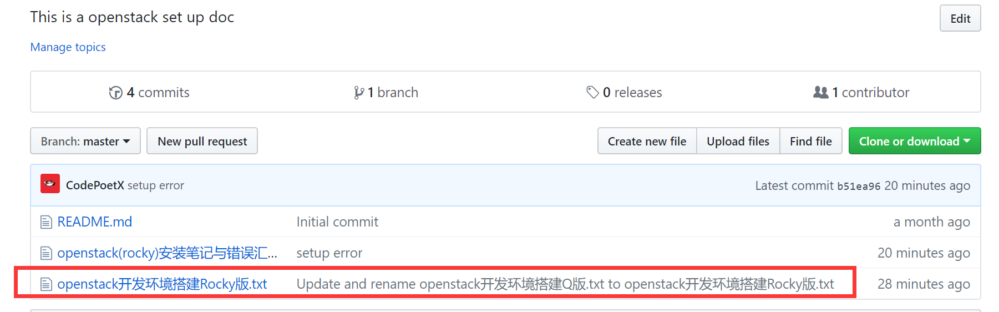 This is a openstack set up doc
Edit
Manage topics
4 commits
1 branch
0 releases
1 contributor
Branch: master
New pull request
Create new file
Upload files
Find file
Clone or download
CodePoetX setup error
Latest commit b51ea96 20 minutes ago
README.md
Initial commit
a month ago
openstack(rocky)安装笔记与错误汇...
setup error
20 minutes ago
openstack开发环境搭建Rocky版.txt
Update and rename openstack开发环境搭建Q版.txt to openstack开发环境搭建Rocky版.txt
28 minutes ago